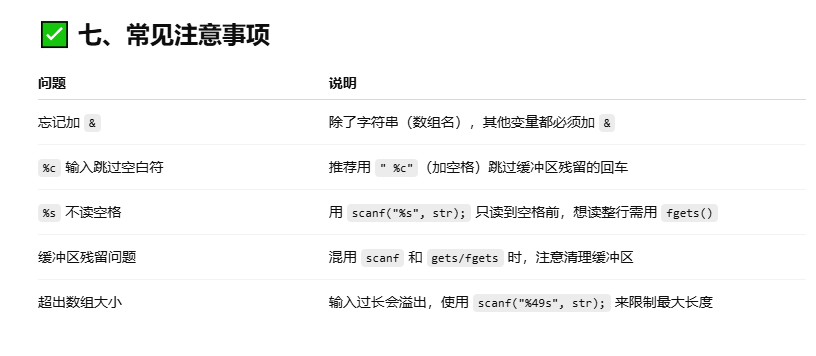 ✅ 七、常见注意事项
问题 说明
忘记加 & 除了字符串（数组名），其他变量都必须加 &
%c 输入跳过空白符 推荐用 " %c"（加空格）跳过缓冲区残留的回车
%s 不读空格 用 scanf("%s", str); 只读到空格前，想读整行需用 fgets()
缓冲区残留问题 混用 scanf 和 gets/fgets 时，注意清理缓冲区
超出数组大小 输入过长会溢出，使用 scanf("%49s", str); 来限制最大长度